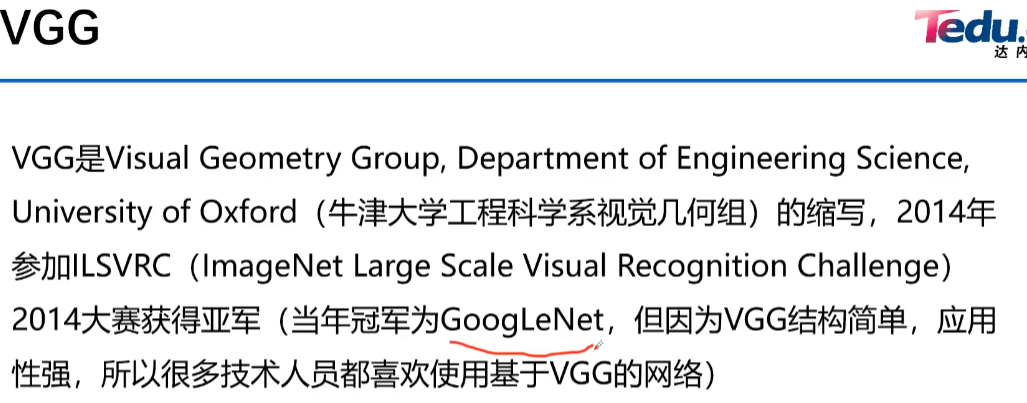 VGG
Tedu.
达内
VGG是Visual Geometry Group, Department of Engineering Science,
University of Oxford（牛津大学工程科学系视觉几何组）的缩写，2014年
参加ILSVRC（ImageNet Large Scale Visual Recognition Challenge）
2014大赛获得亚军（当年冠军为GoogLeNet，但因为VGG结构简单，应用
性强，所以很多技术人员都喜欢使用基于VGG的网络）